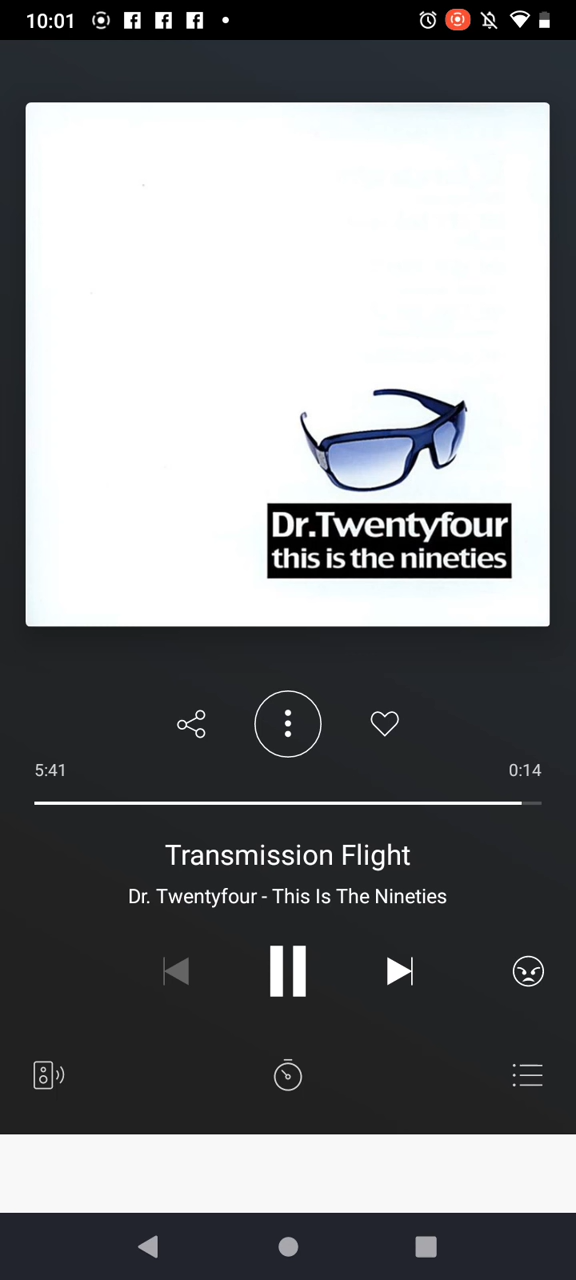 10:01
Dr.Twentyfour
this is the nineties
5:41
0:14
Transmission Flight
Dr. Twentyfour - This Is The Nineties